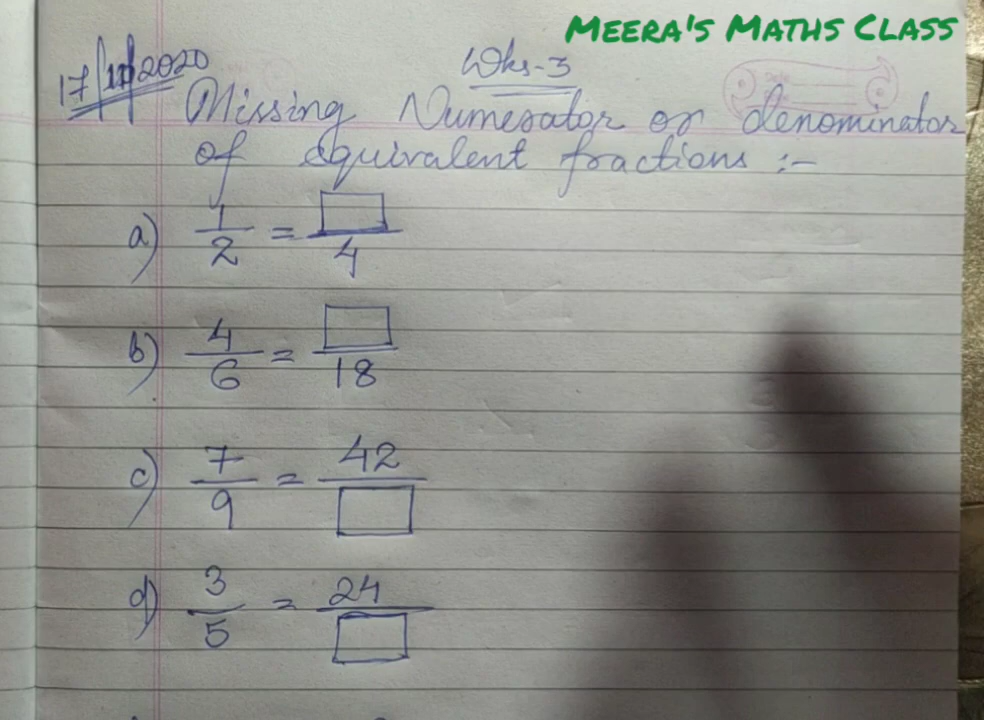 MEERA'S MATHS CLASS
17/11/2020
Wks-3
Missing Numerator or denominator
of equivalent fractions :-
a) 1/2 = □/4
b) 4/6 = □/18
c) 7/9 = 42/□
d) 3/5 = 24/□